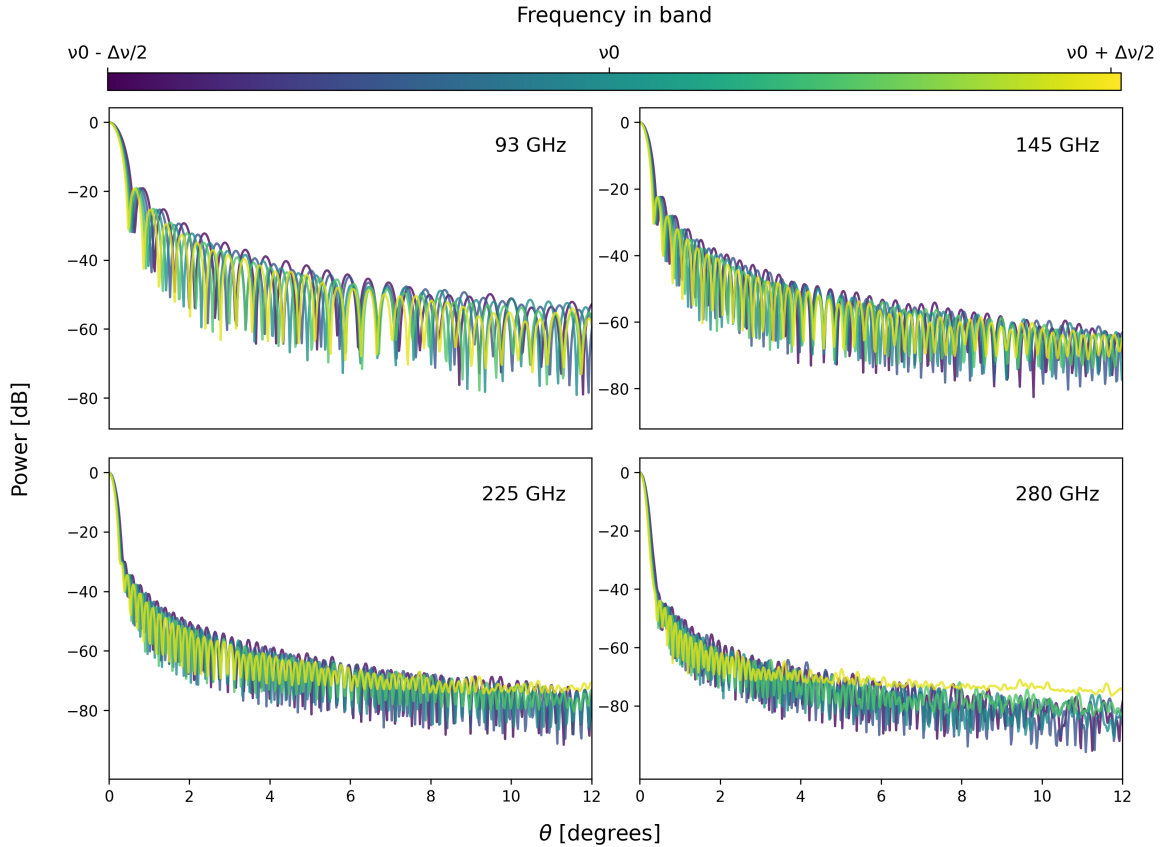 Frequency in band
ν0 - Δν/2 ν0 ν0 + Δν/2
93 GHz
0
−20
−40
−60
−80
145 GHz
0
−20
−40
−60
−80
Power [dB]
225 GHz
0
−20
−40
−60
−80
0 2 4 6 8 10 12
280 GHz
0
−20
−40
−60
−80
0 2 4 6 8 10 12
θ [degrees]